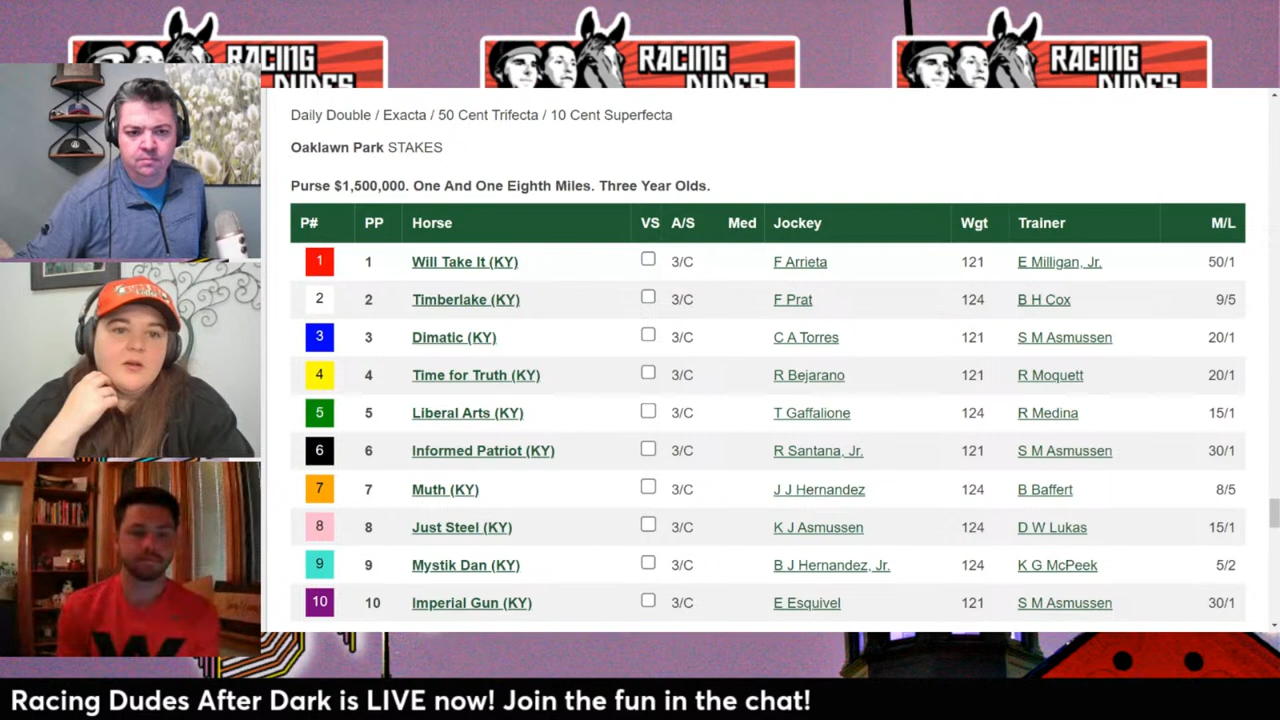 RACING
DUDES
RACING
DUDES
RACING
DUDES
Daily Double / Exacta / 50 Cent Trifecta / 10 Cent Superfecta
Oaklawn Park STAKES
Purse $1,500,000. One And One Eighth Miles. Three Year Olds.
P# PP Horse VS A/S Med Jockey Wgt Trainer M/L
1 1 Will Take It (KY) 3/C F Arrieta 121 E Milligan, Jr. 50/1
2 2 Timberlake (KY) 3/C F Prat 124 B H Cox 9/5
3 3 Dimatic (KY) 3/C C A Torres 121 S M Asmussen 20/1
4 4 Time for Truth (KY) 3/C R Bejarano 121 R Moquett 20/1
5 5 Liberal Arts (KY) 3/C T Gaffalione 124 R Medina 15/1
6 6 Informed Patriot (KY) 3/C R Santana, Jr. 121 S M Asmussen 30/1
7 7 Muth (KY) 3/C J J Hernandez 124 B Baffert 8/5
8 8 Just Steel (KY) 3/C K J Asmussen 124 D W Lukas 15/1
9 9 Mystik Dan (KY) 3/C B J Hernandez, Jr. 124 K G McPeek 5/2
10 10 Imperial Gun (KY) 3/C E Esquivel 121 S M Asmussen 30/1
Racing Dudes After Dark is LIVE now! Join the fun in the chat!